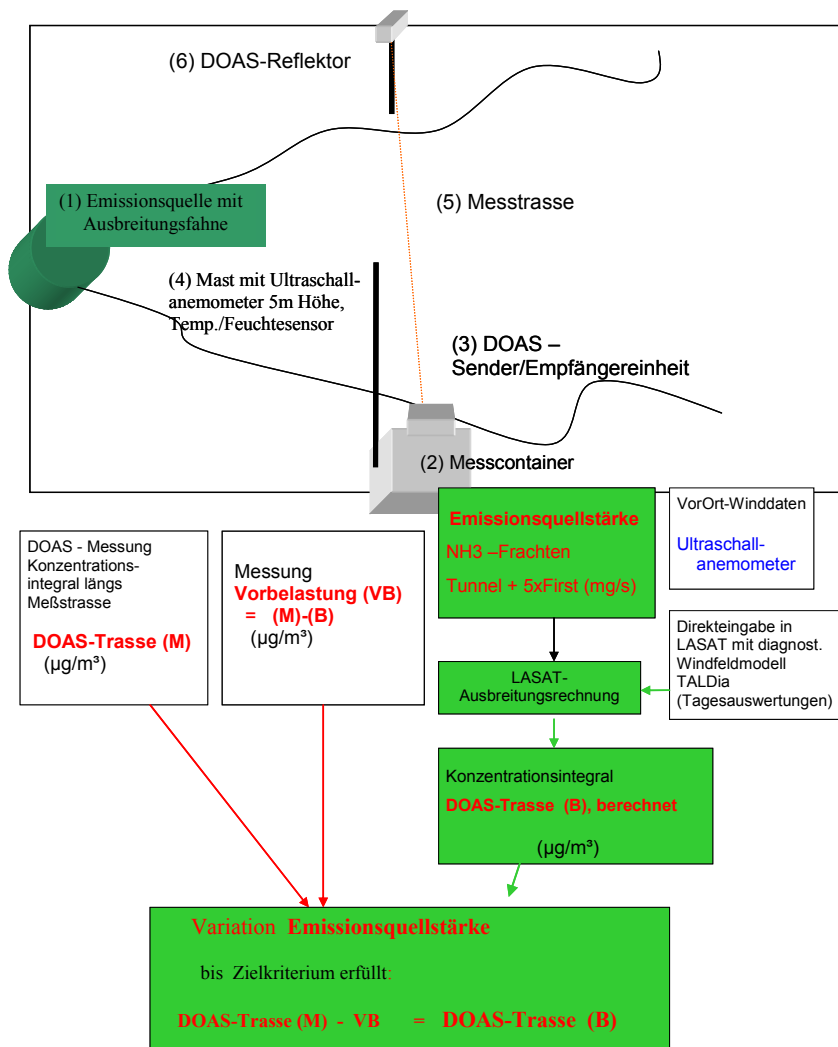 (6) DOAS-Reflektor
(1) Emissionsquelle mit
Ausbreitungsfahne
(5) Messtrasse
(4) Mast mit Ultraschall-
anemometer 5m Höhe,
Temp./Feuchtesensor
(3) DOAS –
Sender/Empfängereinheit
(2) Messcontainer
DOAS - Messung
Konzentrations-
integral längs
Meßstrasse
DOAS-Trasse (M)
(µg/m³)
Messung
Vorbelastung (VB)
= (M)-(B)
(µg/m³)
Emissionsquellstärke
NH3 –Frachten
Tunnel + 5xFirst (mg/s)
VorOrt-Winddaten
Ultraschall-
anemometer
LASAT-
Ausbreitungsrechnung
Direkteingabe in
LASAT mit diagnost.
Windfeldmodell
TALDia
(Tagesauswertungen)
Konzentrationsintegral
DOAS-Trasse (B), berechnet
(µg/m³)
Variation Emissionsquellstärke
bis Zielkriterium erfüllt:
DOAS-Trasse (M) - VB = DOAS-Trasse (B)